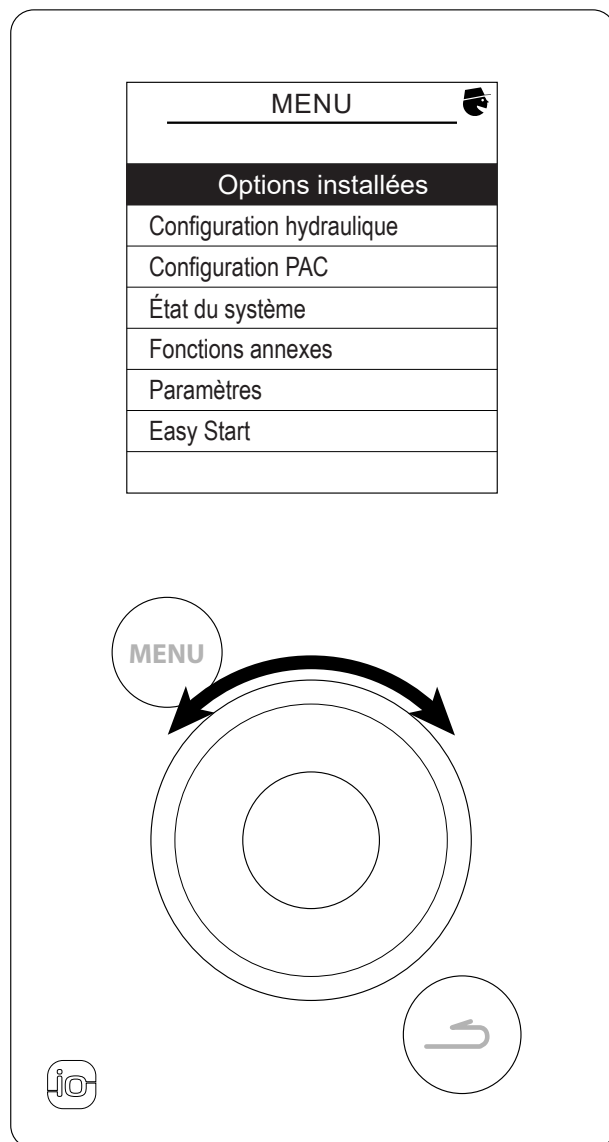 MENU
Options installées
Configuration hydraulique
Configuration PAC
État du système
Fonctions annexes
Paramètres
Easy Start
MENU
io